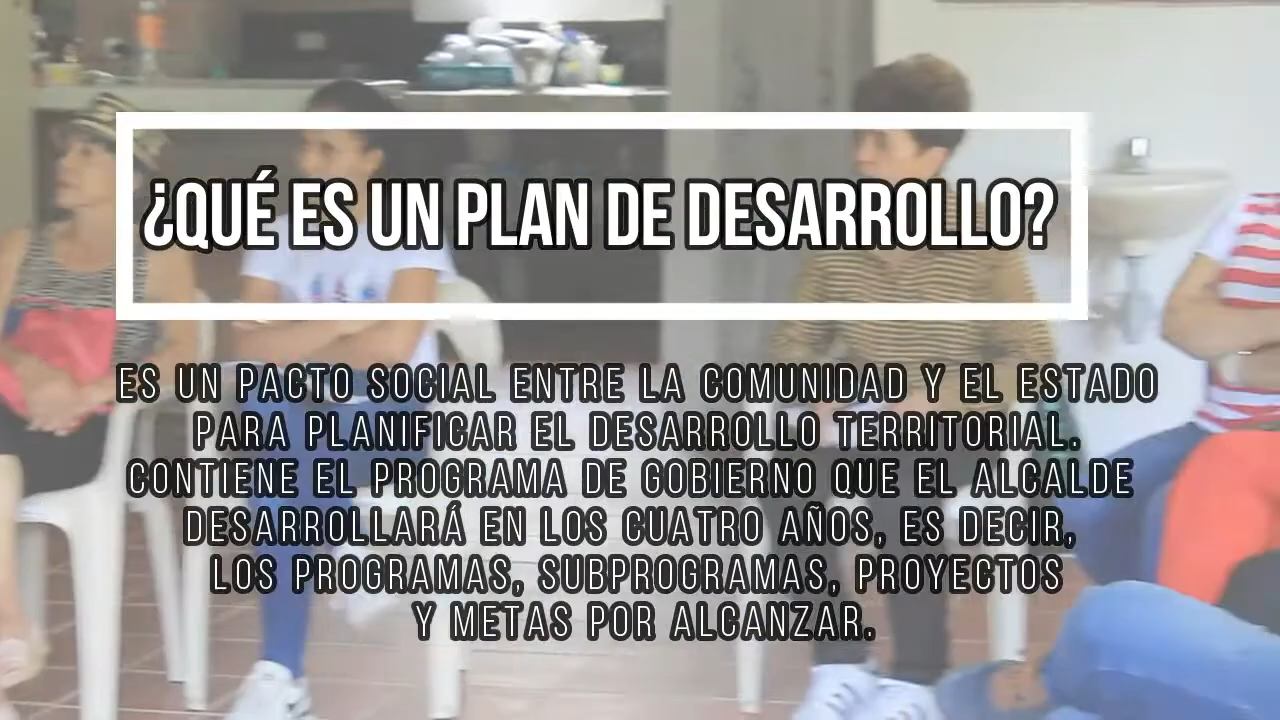 ¿QUÉ ES UN PLAN DE DESARROLLO?
ES UN PACTO SOCIAL ENTRE LA COMUNIDAD Y EL ESTADO
PARA PLANIFICAR EL DESARROLLO TERRITORIAL.
CONTIENE EL PROGRAMA DE GOBIERNO QUE EL ALCALDE
DESARROLLARÁ EN LOS CUATRO AÑOS, ES DECIR,
LOS PROGRAMAS, SUBPROGRAMAS, PROYECTOS
Y METAS POR ALCANZAR.